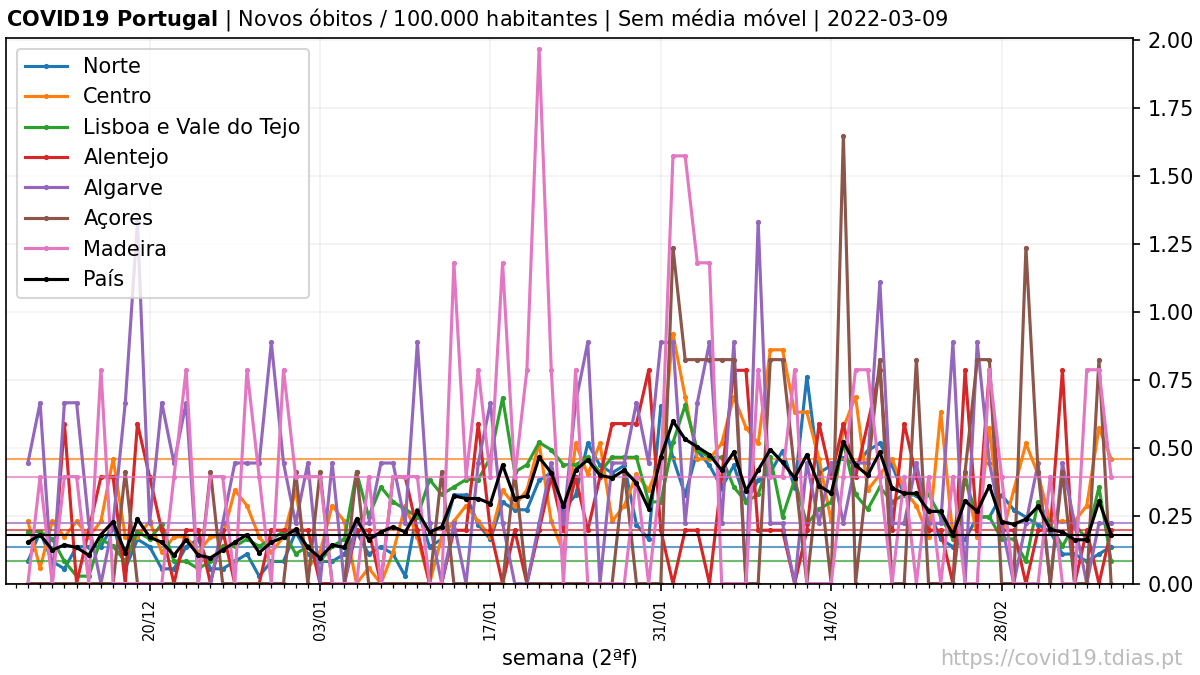 COVID19 Portugal | Novos óbitos / 100.000 habitantes | Sem média móvel | 2022-03-09
Norte
Centro
Lisboa e Vale do Tejo
Alentejo
Algarve
Açores
Madeira
País
2.00
1.75
1.50
1.25
1.00
0.75
0.50
0.25
0.00
20/12
03/01
17/01
31/01
14/02
28/02
semana (2ªf)
https://covid19.tdias.pt